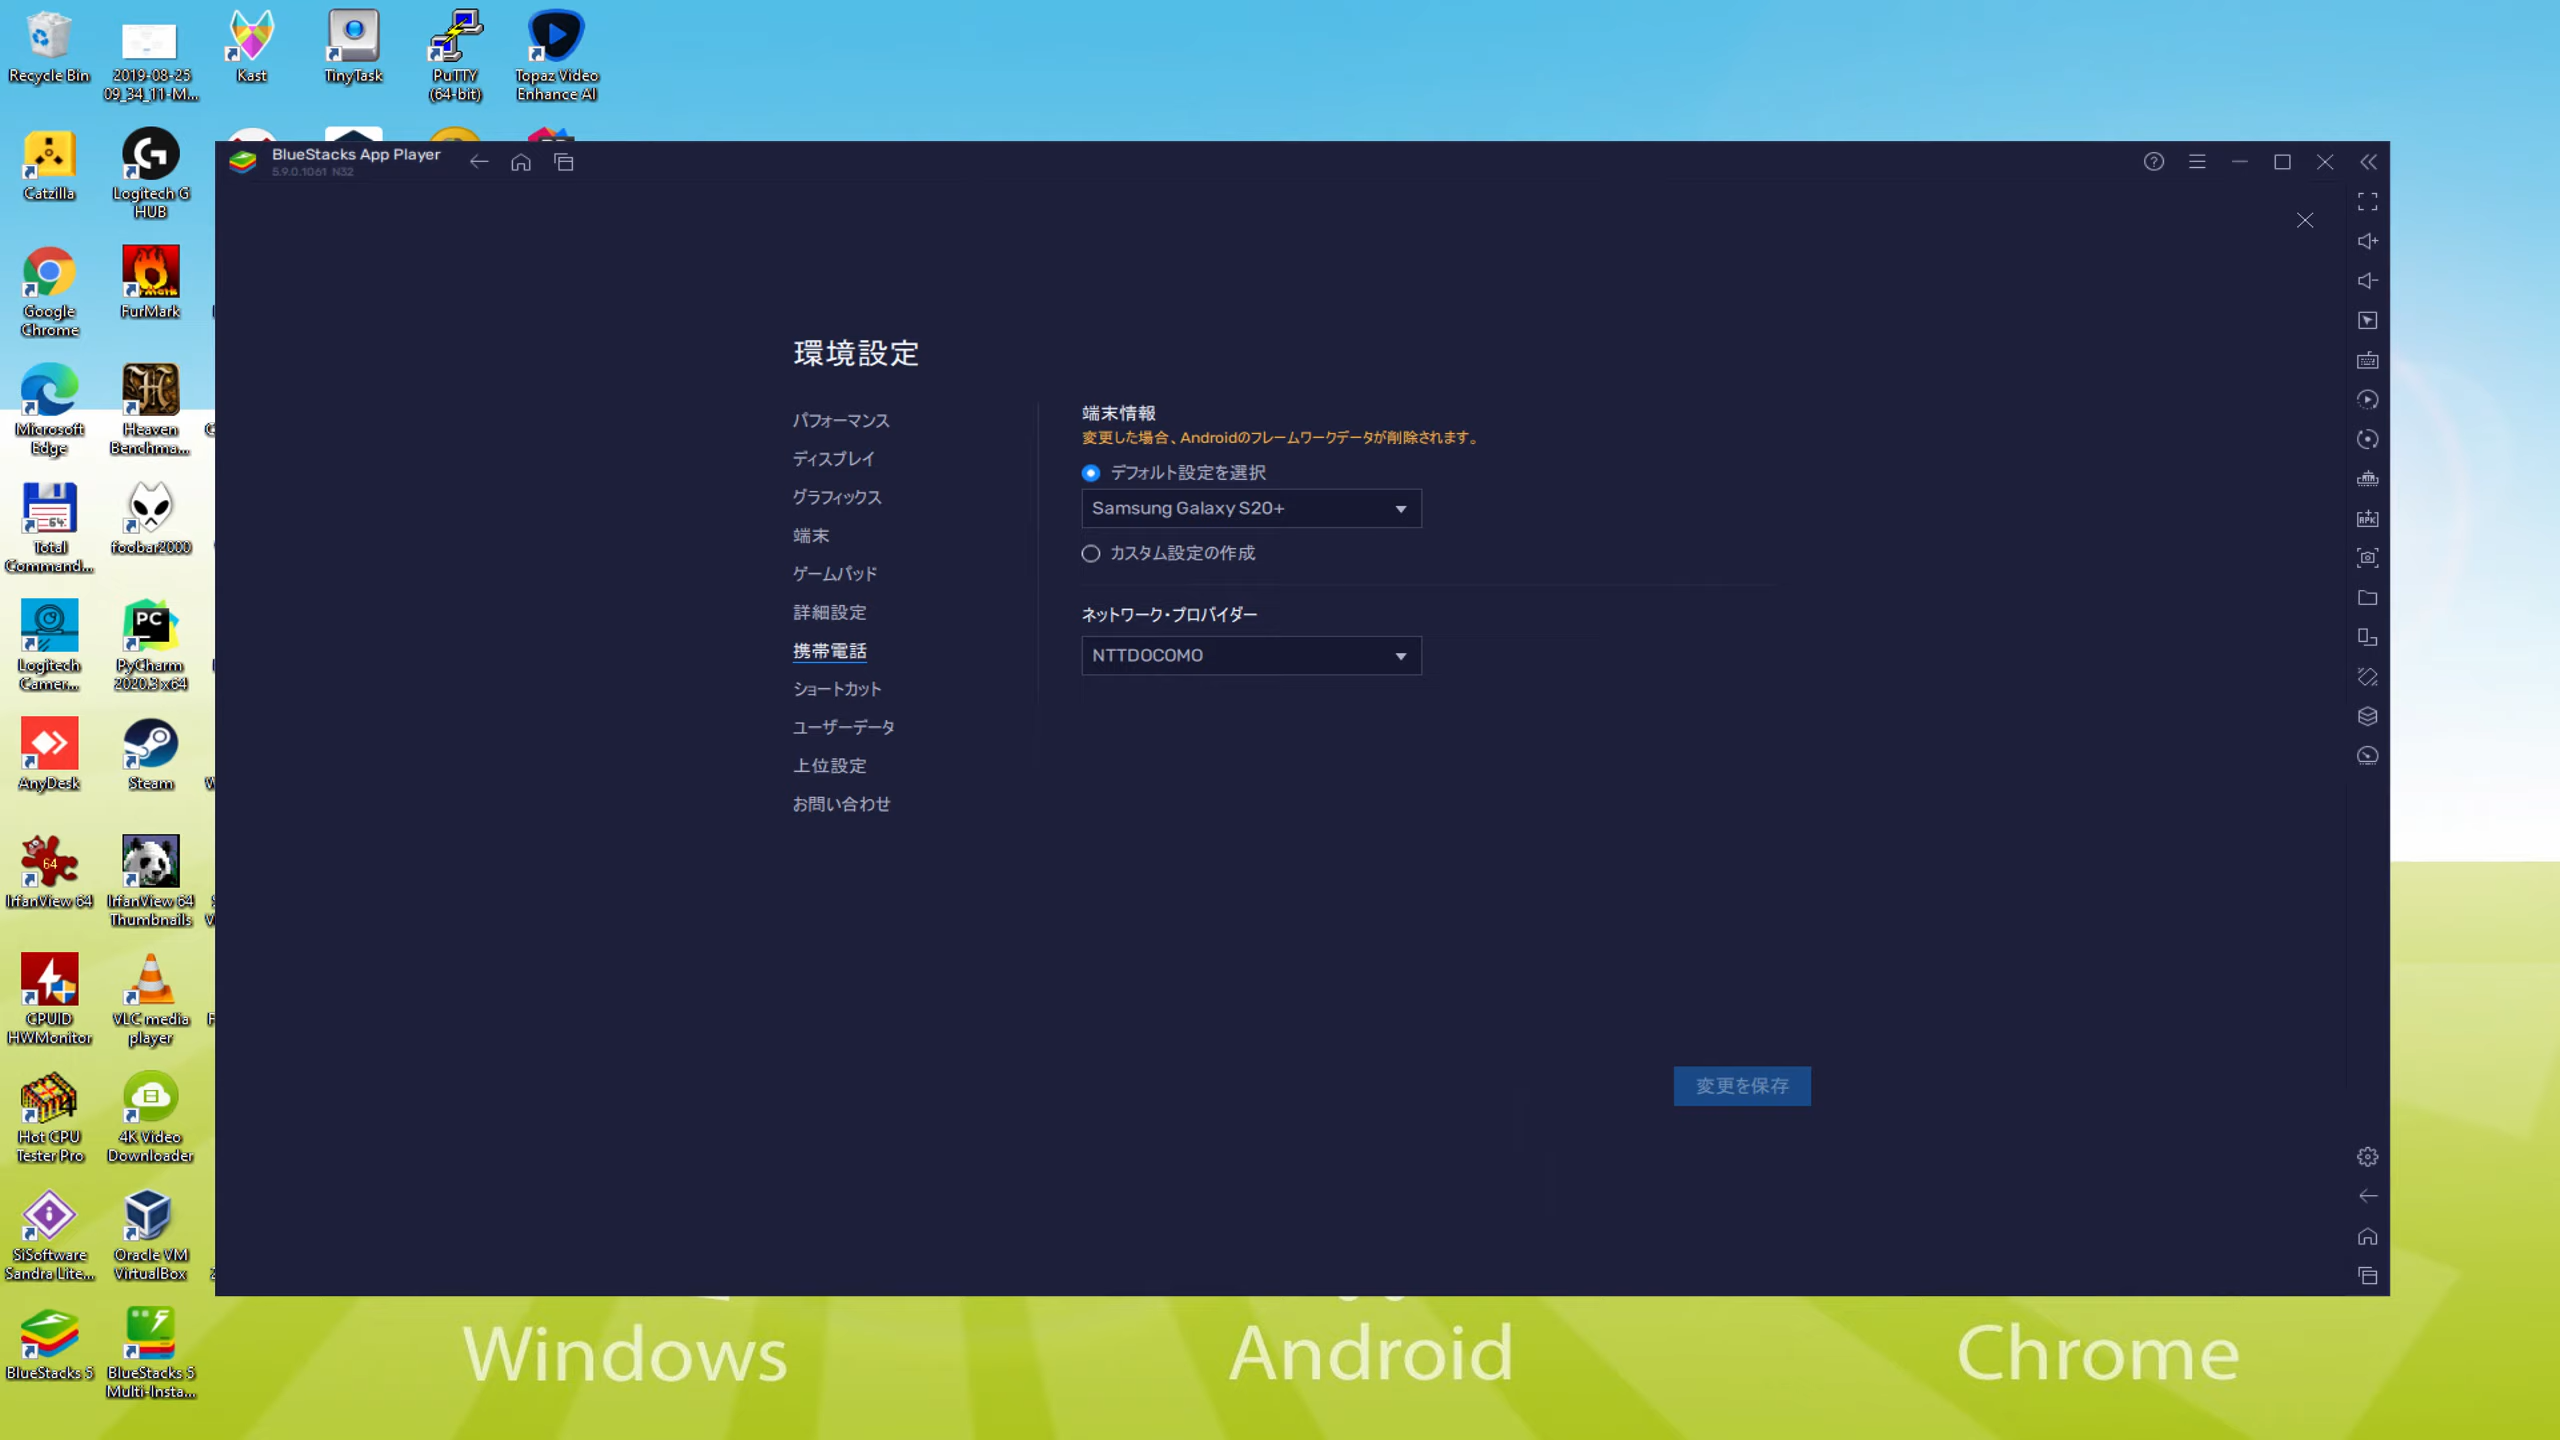 Recycle Bin
2019-08-25
09_34_11-M...
Kast
TinyTask
PuTTY
(64-bit)
Topaz Video
Enhance AI
Catzilla
Logitech G
HUB
Google
Chrome
FurMark
Microsoft
Edge
Heaven
Benchma...
Total
Command...
foobar2000
Logitech
Camer...
PyCharm
2020.3 x64
AnyDesk
Steam
IrfanView 64
IrfanView 64
Thumbnails
CPUID
HWMonitor
VLC media
player
Hot CPU
Tester Pro
4K Video
Downloader
SiSoftware
Sandra Lite...
Oracle VM
VirtualBox
BlueStacks 5
BlueStacks 5
Multi-Insta...
BlueStacks App Player
5.9.0.1061 N32
環境設定
パフォーマンス
ディスプレイ
グラフィックス
端末
ゲームパッド
詳細設定
携帯電話
ショートカット
ユーザーデータ
上位設定
お問い合わせ
端末情報
変更した場合、Androidのフレームワークデータが削除されます。
デフォルト設定を選択
Samsung Galaxy S20+
カスタム設定の作成
ネットワーク・プロバイダー
NTTDOCOMO
変更を保存
Windows
Android
Chrome